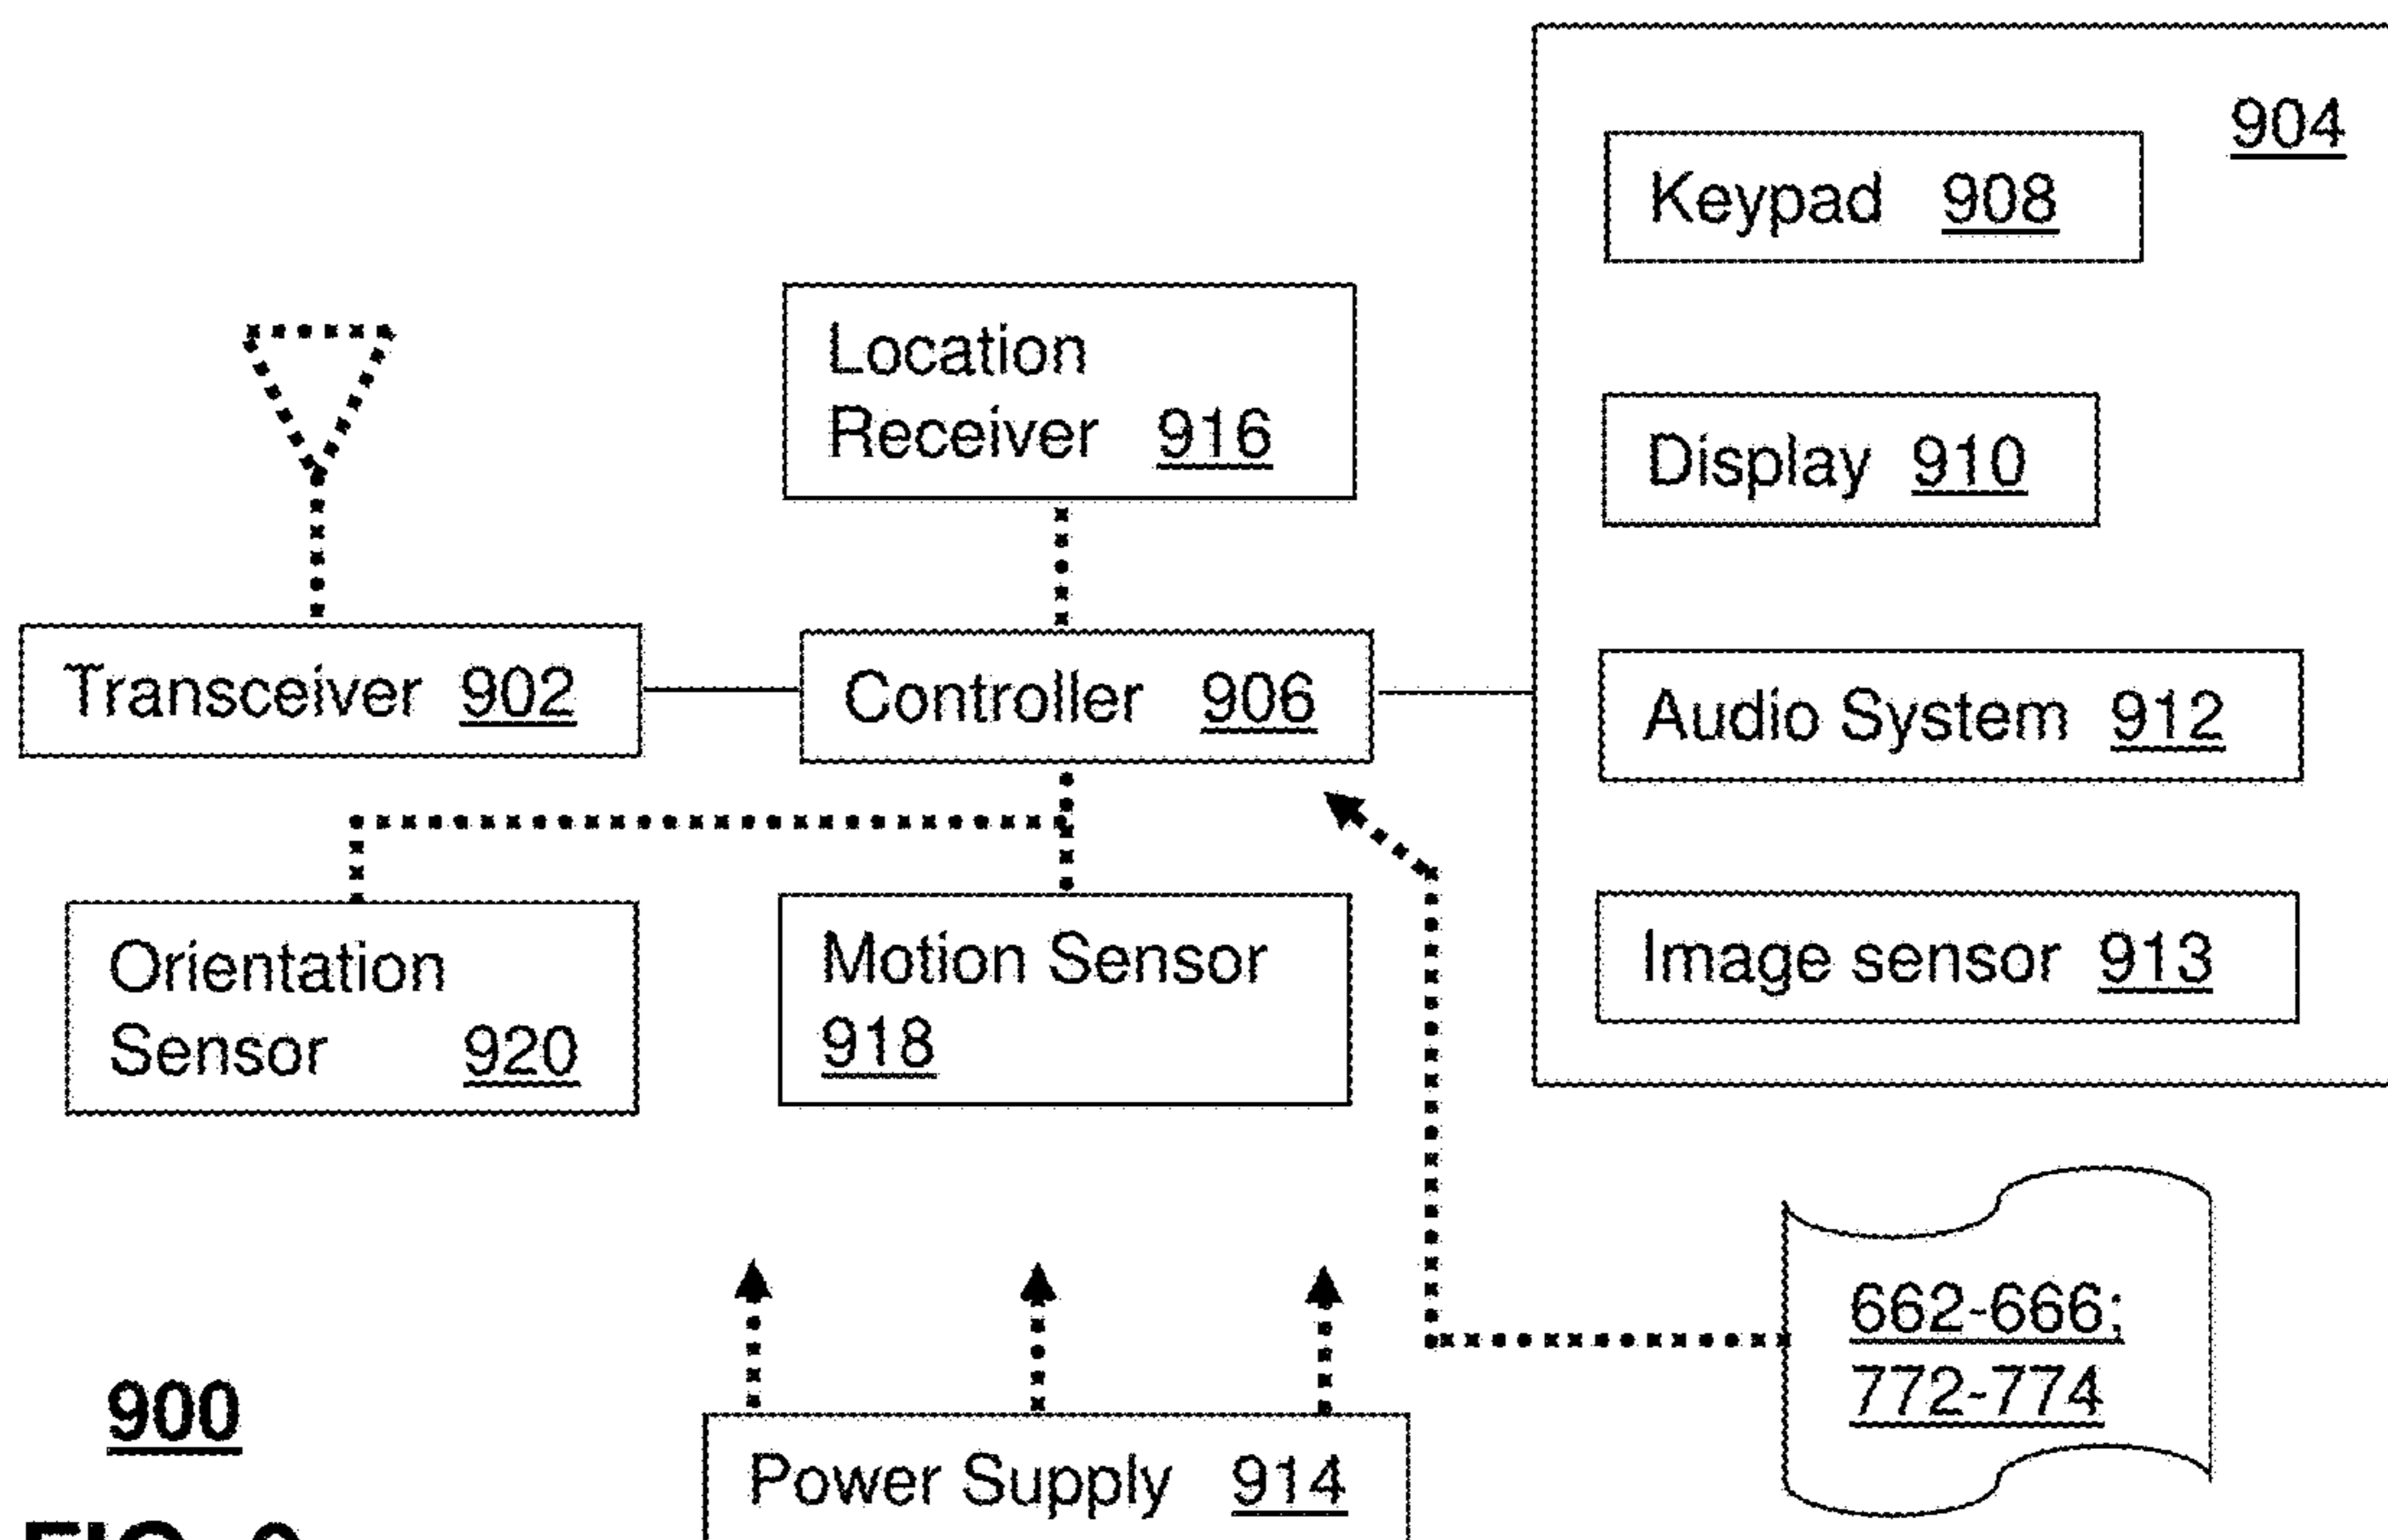 904
Keypad 908
Location
Receiver 916
Display 910
Transceiver 902
Controller 906
Audio System 912
Orientation
Sensor 920
Motion Sensor
918
Image sensor 913
662-666;
772-774
900
Power Supply 914